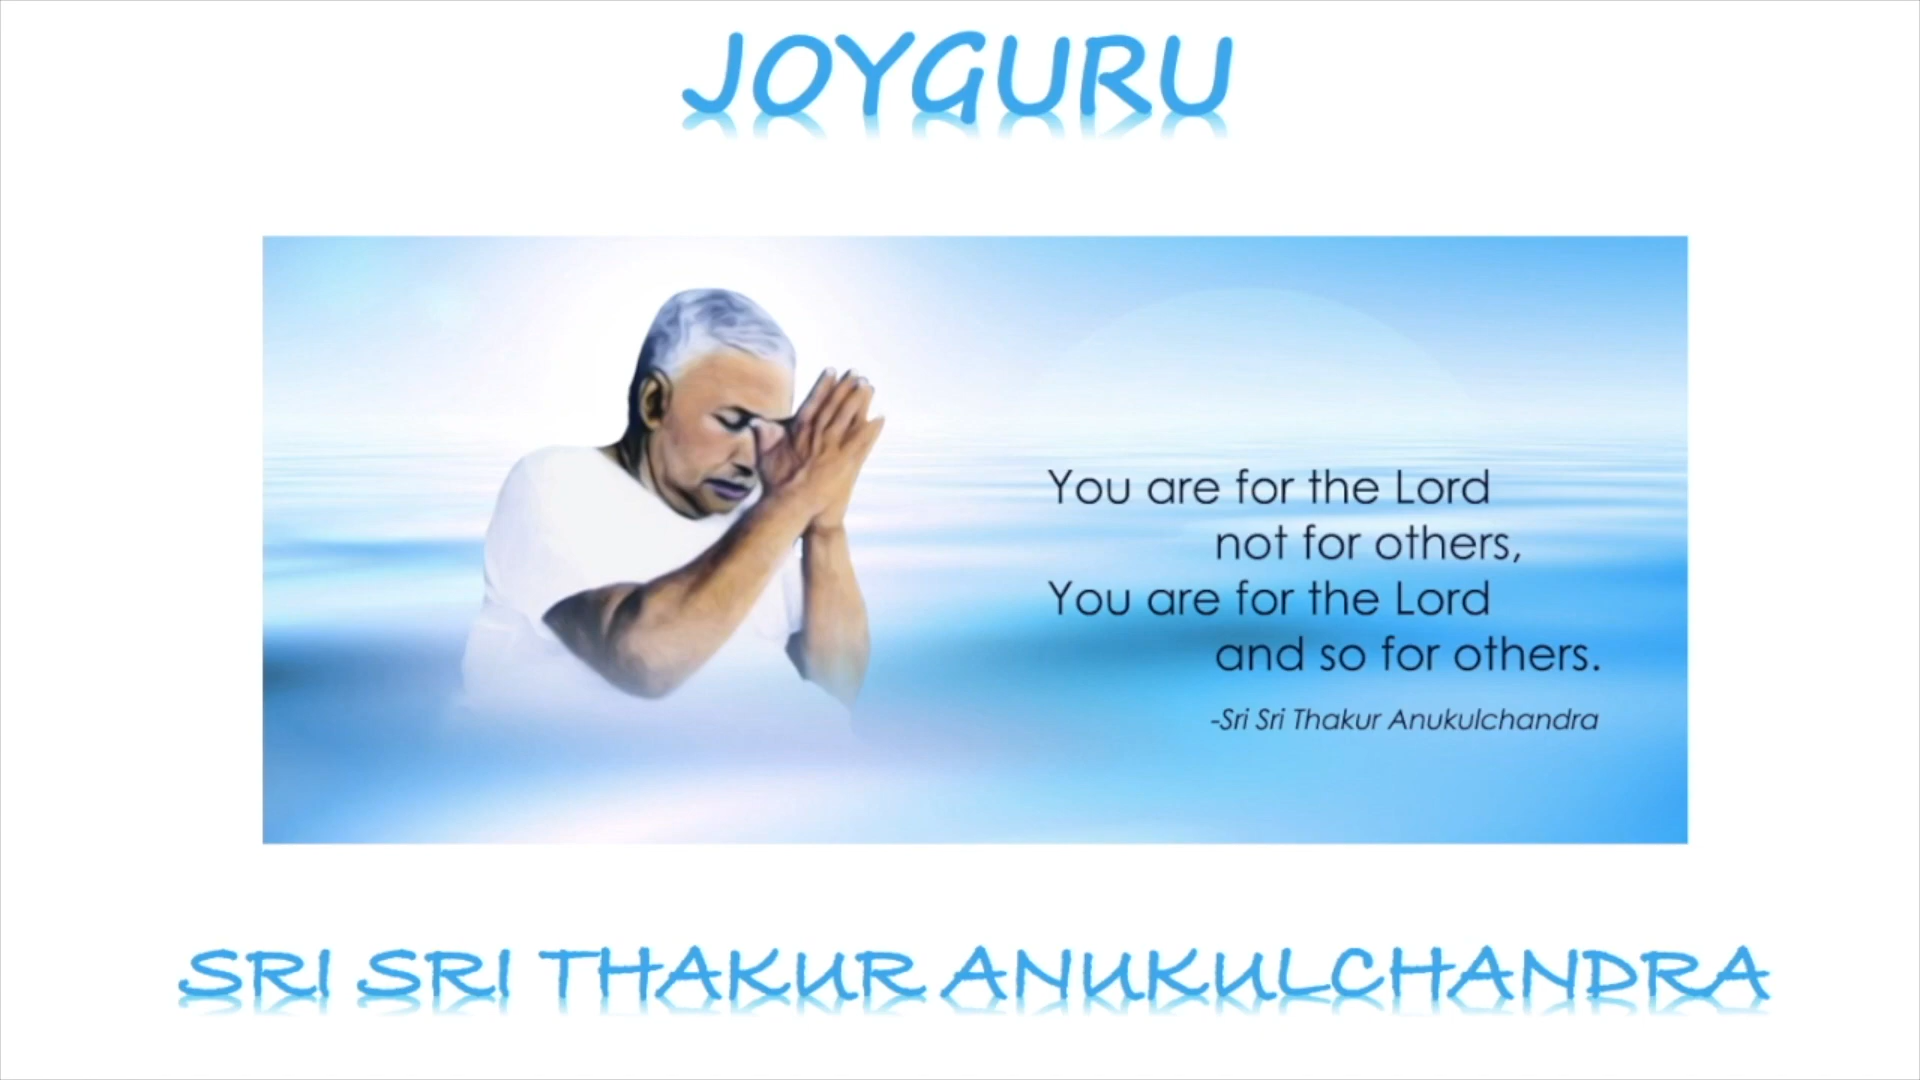 JOYGURU
You are for the Lord
not for others,
You are for the Lord
and so for others.
-Sri Sri Thakur Anukulchandra
SRI SRI THAKUR ANUKULCHANDRA